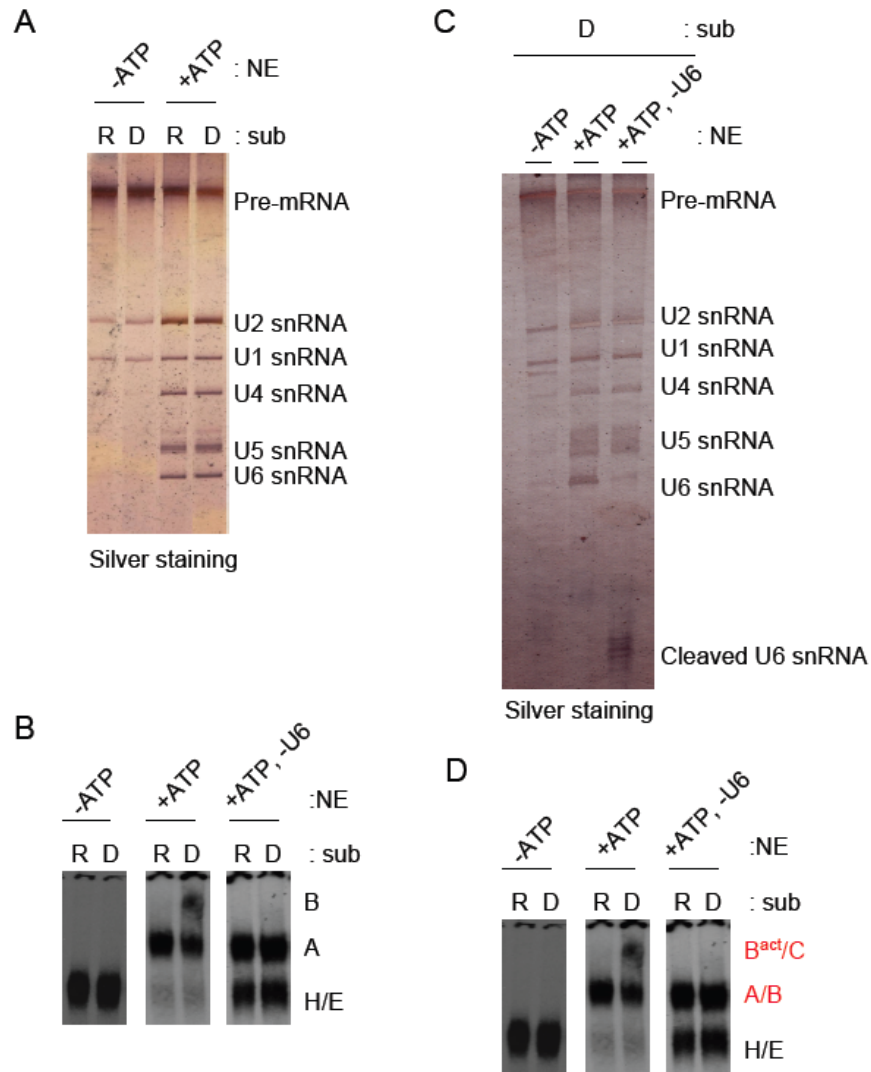 A
-ATP +ATP : NE
R D R D : sub
Pre-mRNA
U2 snRNA
U1 snRNA
U4 snRNA
U5 snRNA
U6 snRNA
Silver staining
B
-ATP +ATP +ATP, -U6 :NE
R D R D R D : sub
B
A
H/E
C
D : sub
-ATP +ATP +ATP, -U6 : NE
Pre-mRNA
U2 snRNA
U1 snRNA
U4 snRNA
U5 snRNA
U6 snRNA
Cleaved U6 snRNA
Silver staining
D
-ATP +ATP +ATP, -U6 :NE
R D R D R D : sub
Bact/C
A/B
H/E